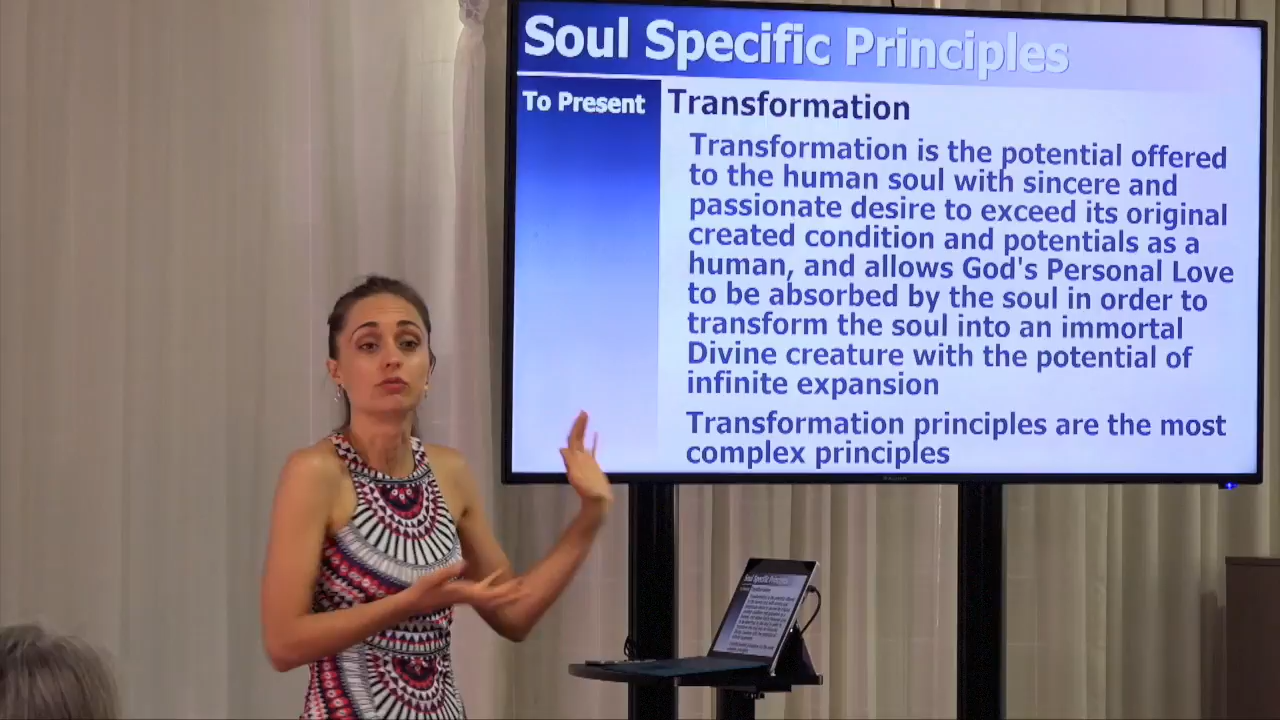 Soul Specific Principles
To Present
Transformation
Transformation is the potential offered
to the human soul with sincere and
passionate desire to exceed its original
created condition and potentials as a
human, and allows God's Personal Love
to be absorbed by the soul in order to
transform the soul into an immortal
Divine creature with the potential of
infinite expansion
Transformation principles are the most
complex principles
Soul Specific Principles